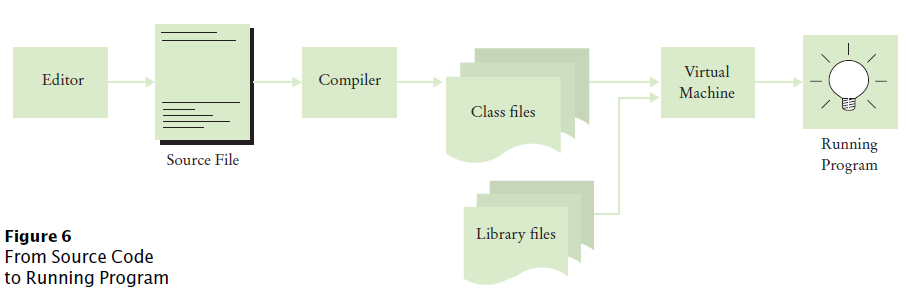 Editor
Source File
Compiler
Class files
Library files
Virtual
Machine
Running
Program
Figure 6
From Source Code
to Running Program